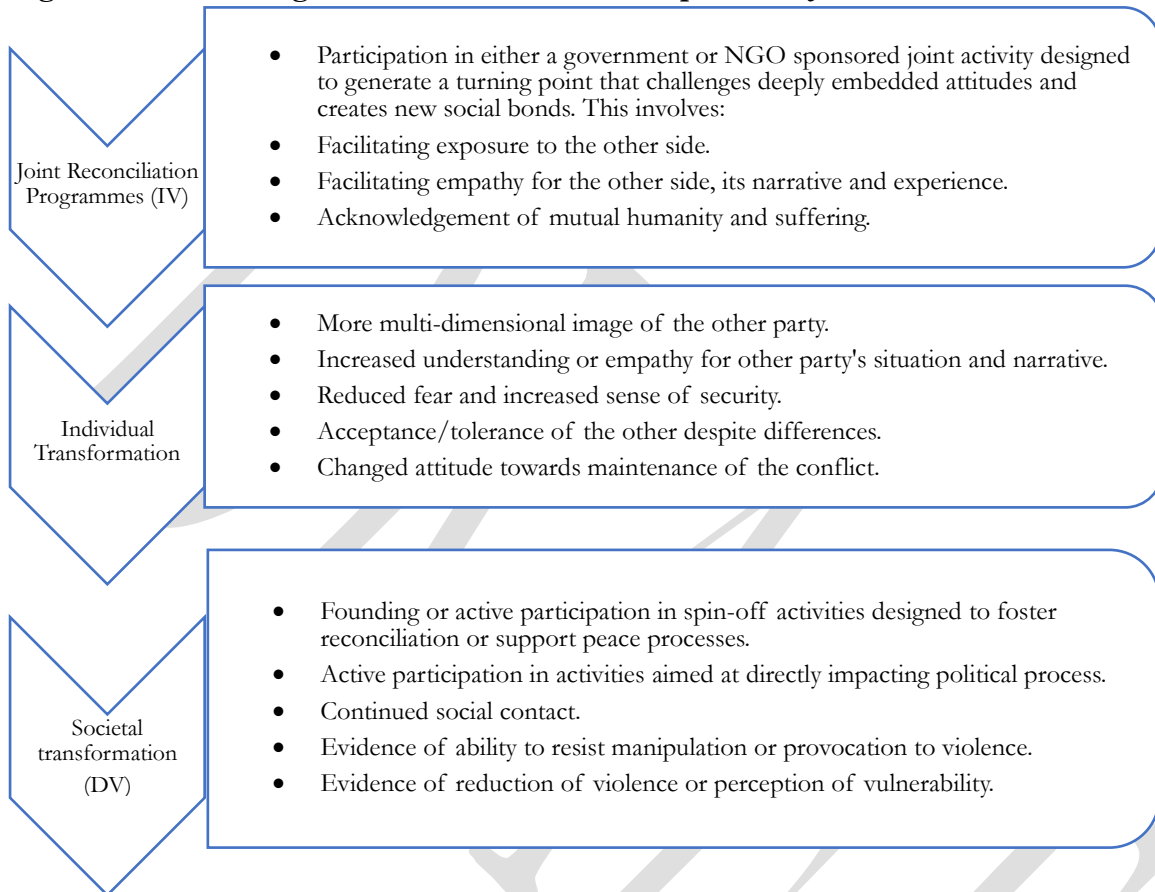 Joint Reconciliation
Programmes (IV)
• Participation in either a government or NGO sponsored joint activity designed
to generate a turning point that challenges deeply embedded attitudes and
creates new social bonds. This involves:
• Facilitating exposure to the other side.
• Facilitating empathy for the other side, its narrative and experience.
• Acknowledgement of mutual humanity and suffering.
Individual
Transformation
• More multi-dimensional image of the other party.
• Increased understanding or empathy for other party's situation and narrative.
• Reduced fear and increased sense of security.
• Acceptance/tolerance of the other despite differences.
• Changed attitude towards maintenance of the conflict.
Societal
transformation
(DV)
• Founding or active participation in spin-off activities designed to foster
reconciliation or support peace processes.
• Active participation in activities aimed at directly impacting political process.
• Continued social contact.
• Evidence of ability to resist manipulation or provocation to violence.
• Evidence of reduction of violence or perception of vulnerability.